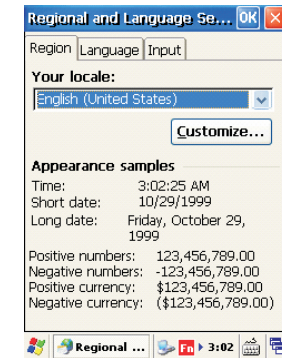 Regional and Language Se... OK
Region Language Input
Your locale:
English (United States)
Customize...
Appearance samples
Time: 3:02:25 AM
Short date: 10/29/1999
Long date: Friday, October 29,
1999
Positive numbers: 123,456,789.00
Negative numbers: -123,456,789.00
Positive currency: $123,456,789.00
Negative currency: ($123,456,789.00)
Regional ... Fn 3:02